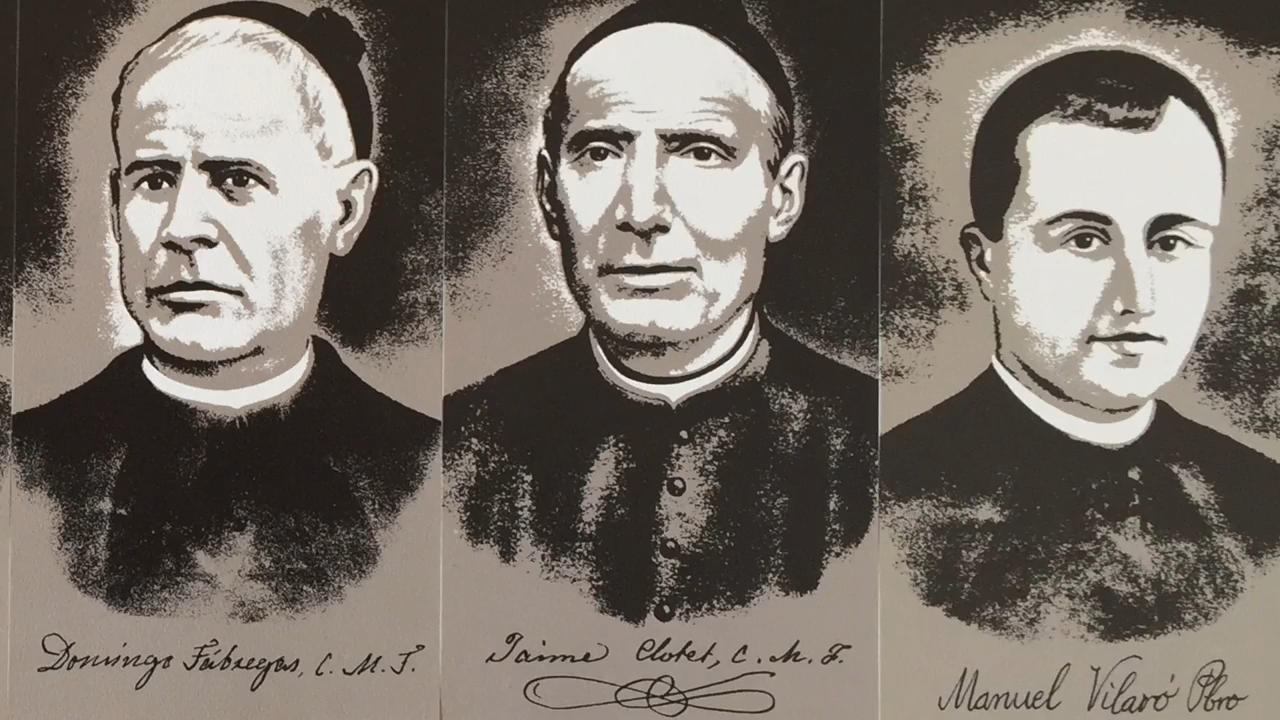 Domingo Fábregas, C. M. F.
Jaime Clotet, C. M. F.
Manuel Vilaró Pbro